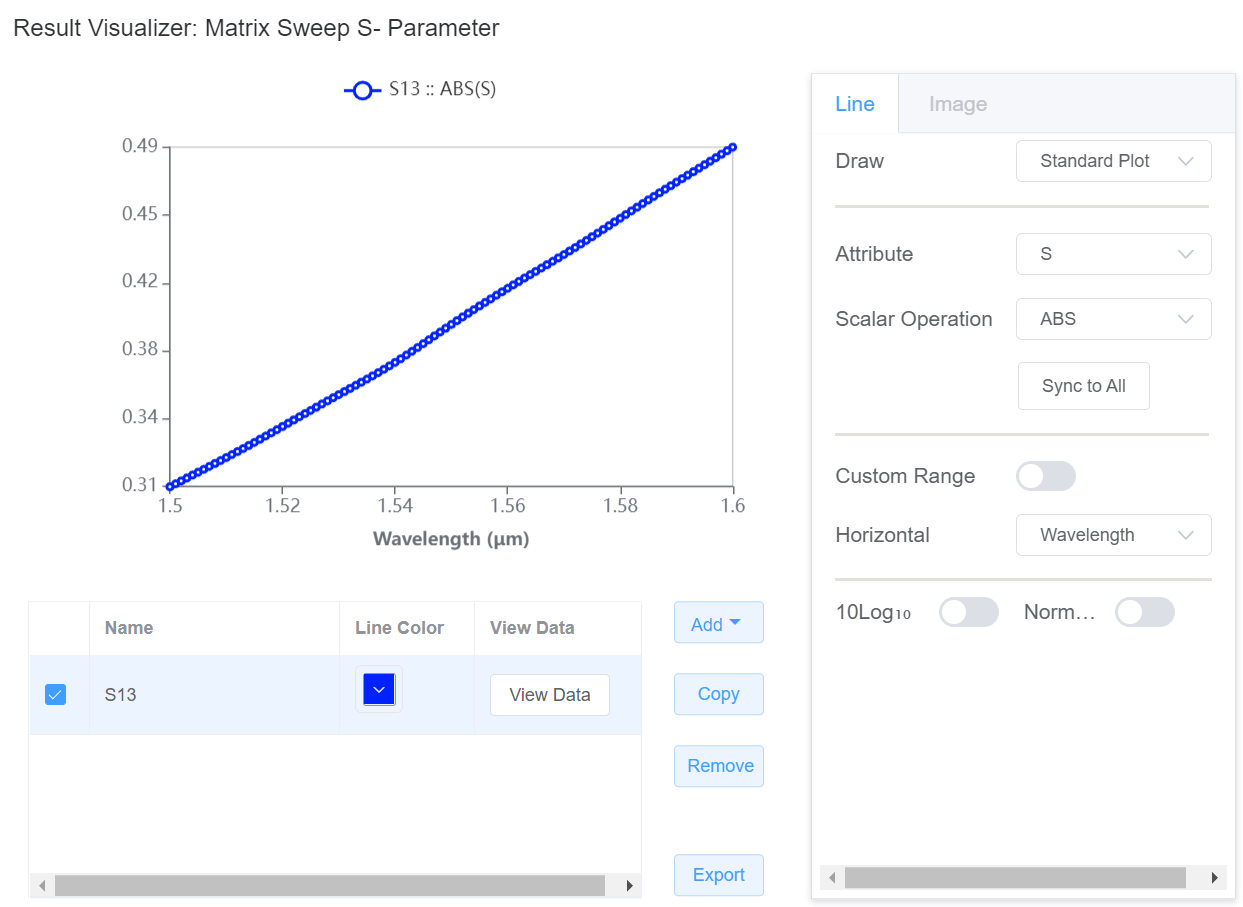 Result Visualizer: Matrix Sweep S- Parameter
S13 :: ABS(S)
0.49
0.45
0.42
0.38
0.34
0.31
1.5 1.52 1.54 1.56 1.58 1.6
Wavelength (μm)
Name Line Color View Data
S13 View Data
Add
Copy
Remove
Export
Line Image
Draw Standard Plot
Attribute S
Scalar Operation ABS
Sync to All
Custom Range
Horizontal Wavelength
10Log₁₀ Norm…